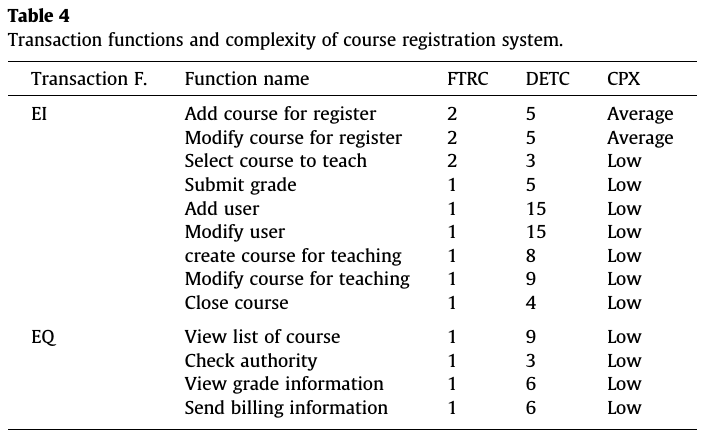 Table 4
Transaction functions and complexity of course registration system.
Transaction F. Function name FTRC DETC CPX
EI Add course for register 2 5 Average
Modify course for register 2 5 Average
Select course to teach 2 3 Low
Submit grade 1 5 Low
Add user 1 15 Low
Modify user 1 15 Low
create course for teaching 1 8 Low
Modify course for teaching 1 9 Low
Close course 1 4 Low
EQ View list of course 1 9 Low
Check authority 1 3 Low
View grade information 1 6 Low
Send billing information 1 6 Low